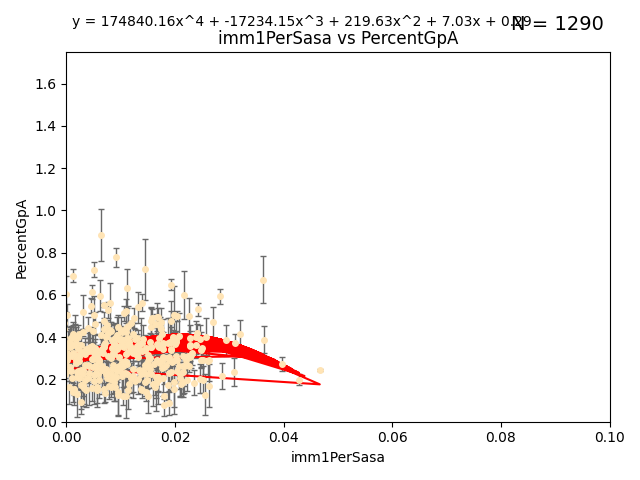 y = 174840.16x^4 + -17234.15x^3 + 219.63x^2 + 7.03x + 0.29
N = 1290
imm1PerSasa vs PercentGpA
PercentGpA
1.6
1.4
1.2
1.0
0.8
0.6
0.4
0.2
0.0
0.00 0.02 0.04 0.06 0.08 0.10
imm1PerSasa